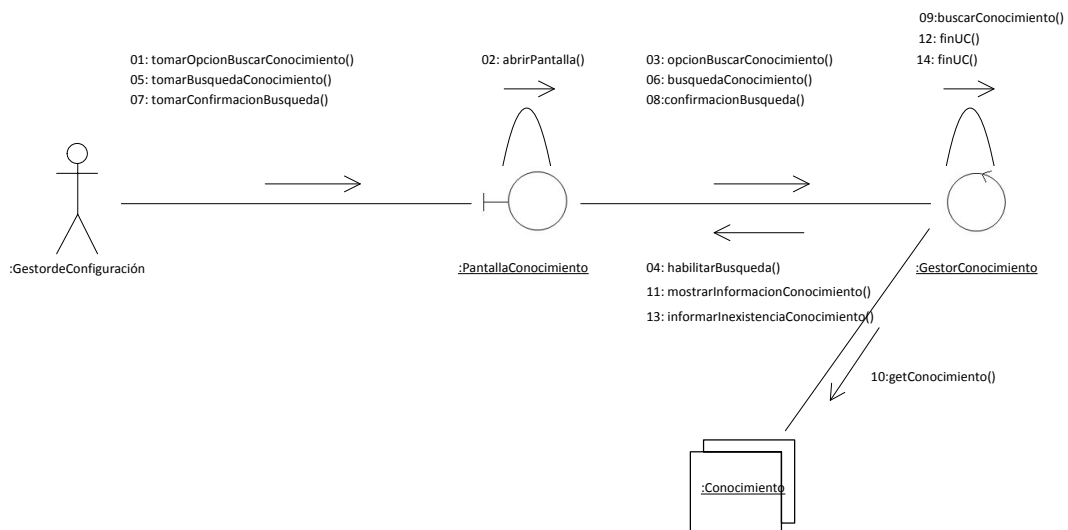 09:buscarConocimiento()
12: finUC()
14: finUC()
01: tomarOpcionBuscarConocimiento()
05: tomarBusquedaConocimiento()
07: tomarConfirmacionBusqueda()
02: abrirPantalla()
03: opcionBuscarConocimiento()
06: busquedaConocimiento()
08:confirmacionBusqueda()
:GestordeConfiguración
:PantallaConocimiento
:GestorConocimiento
04: habilitarBusqueda()
11: mostrarInformacionConocimiento()
13: informarInexistenciaConocimiento()
10:getConocimiento()
:Conocimiento